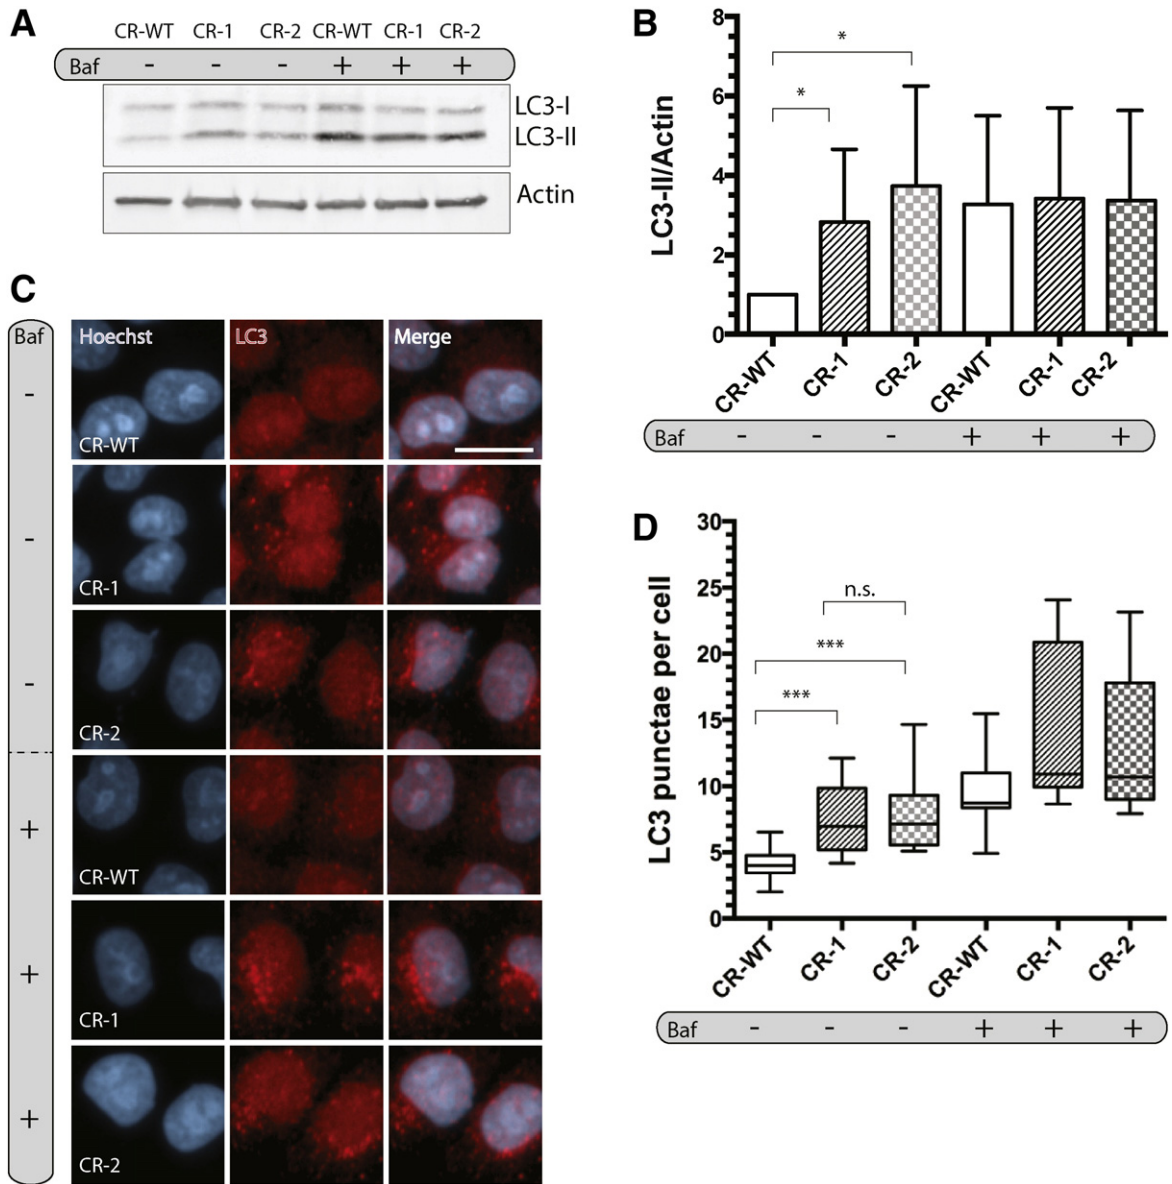 A
CR-WT CR-1 CR-2 CR-WT CR-1 CR-2
Baf - - - + + +
LC3-I
LC3-II
Actin
B
8
6
4
2
0
LC3-II/Actin
* *
CR-WT CR-1 CR-2 CR-WT CR-1 CR-2
Baf - - - + + +
C
Baf
Hoechst LC3 Merge
-
CR-WT
-
CR-1
-
CR-2
+
CR-WT
+
CR-1
+
CR-2
D
30
25
20
15
10
5
0
LC3 punctae per cell
n.s.
***
***
CR-WT CR-1 CR-2 CR-WT CR-1 CR-2
Baf - - - + + +